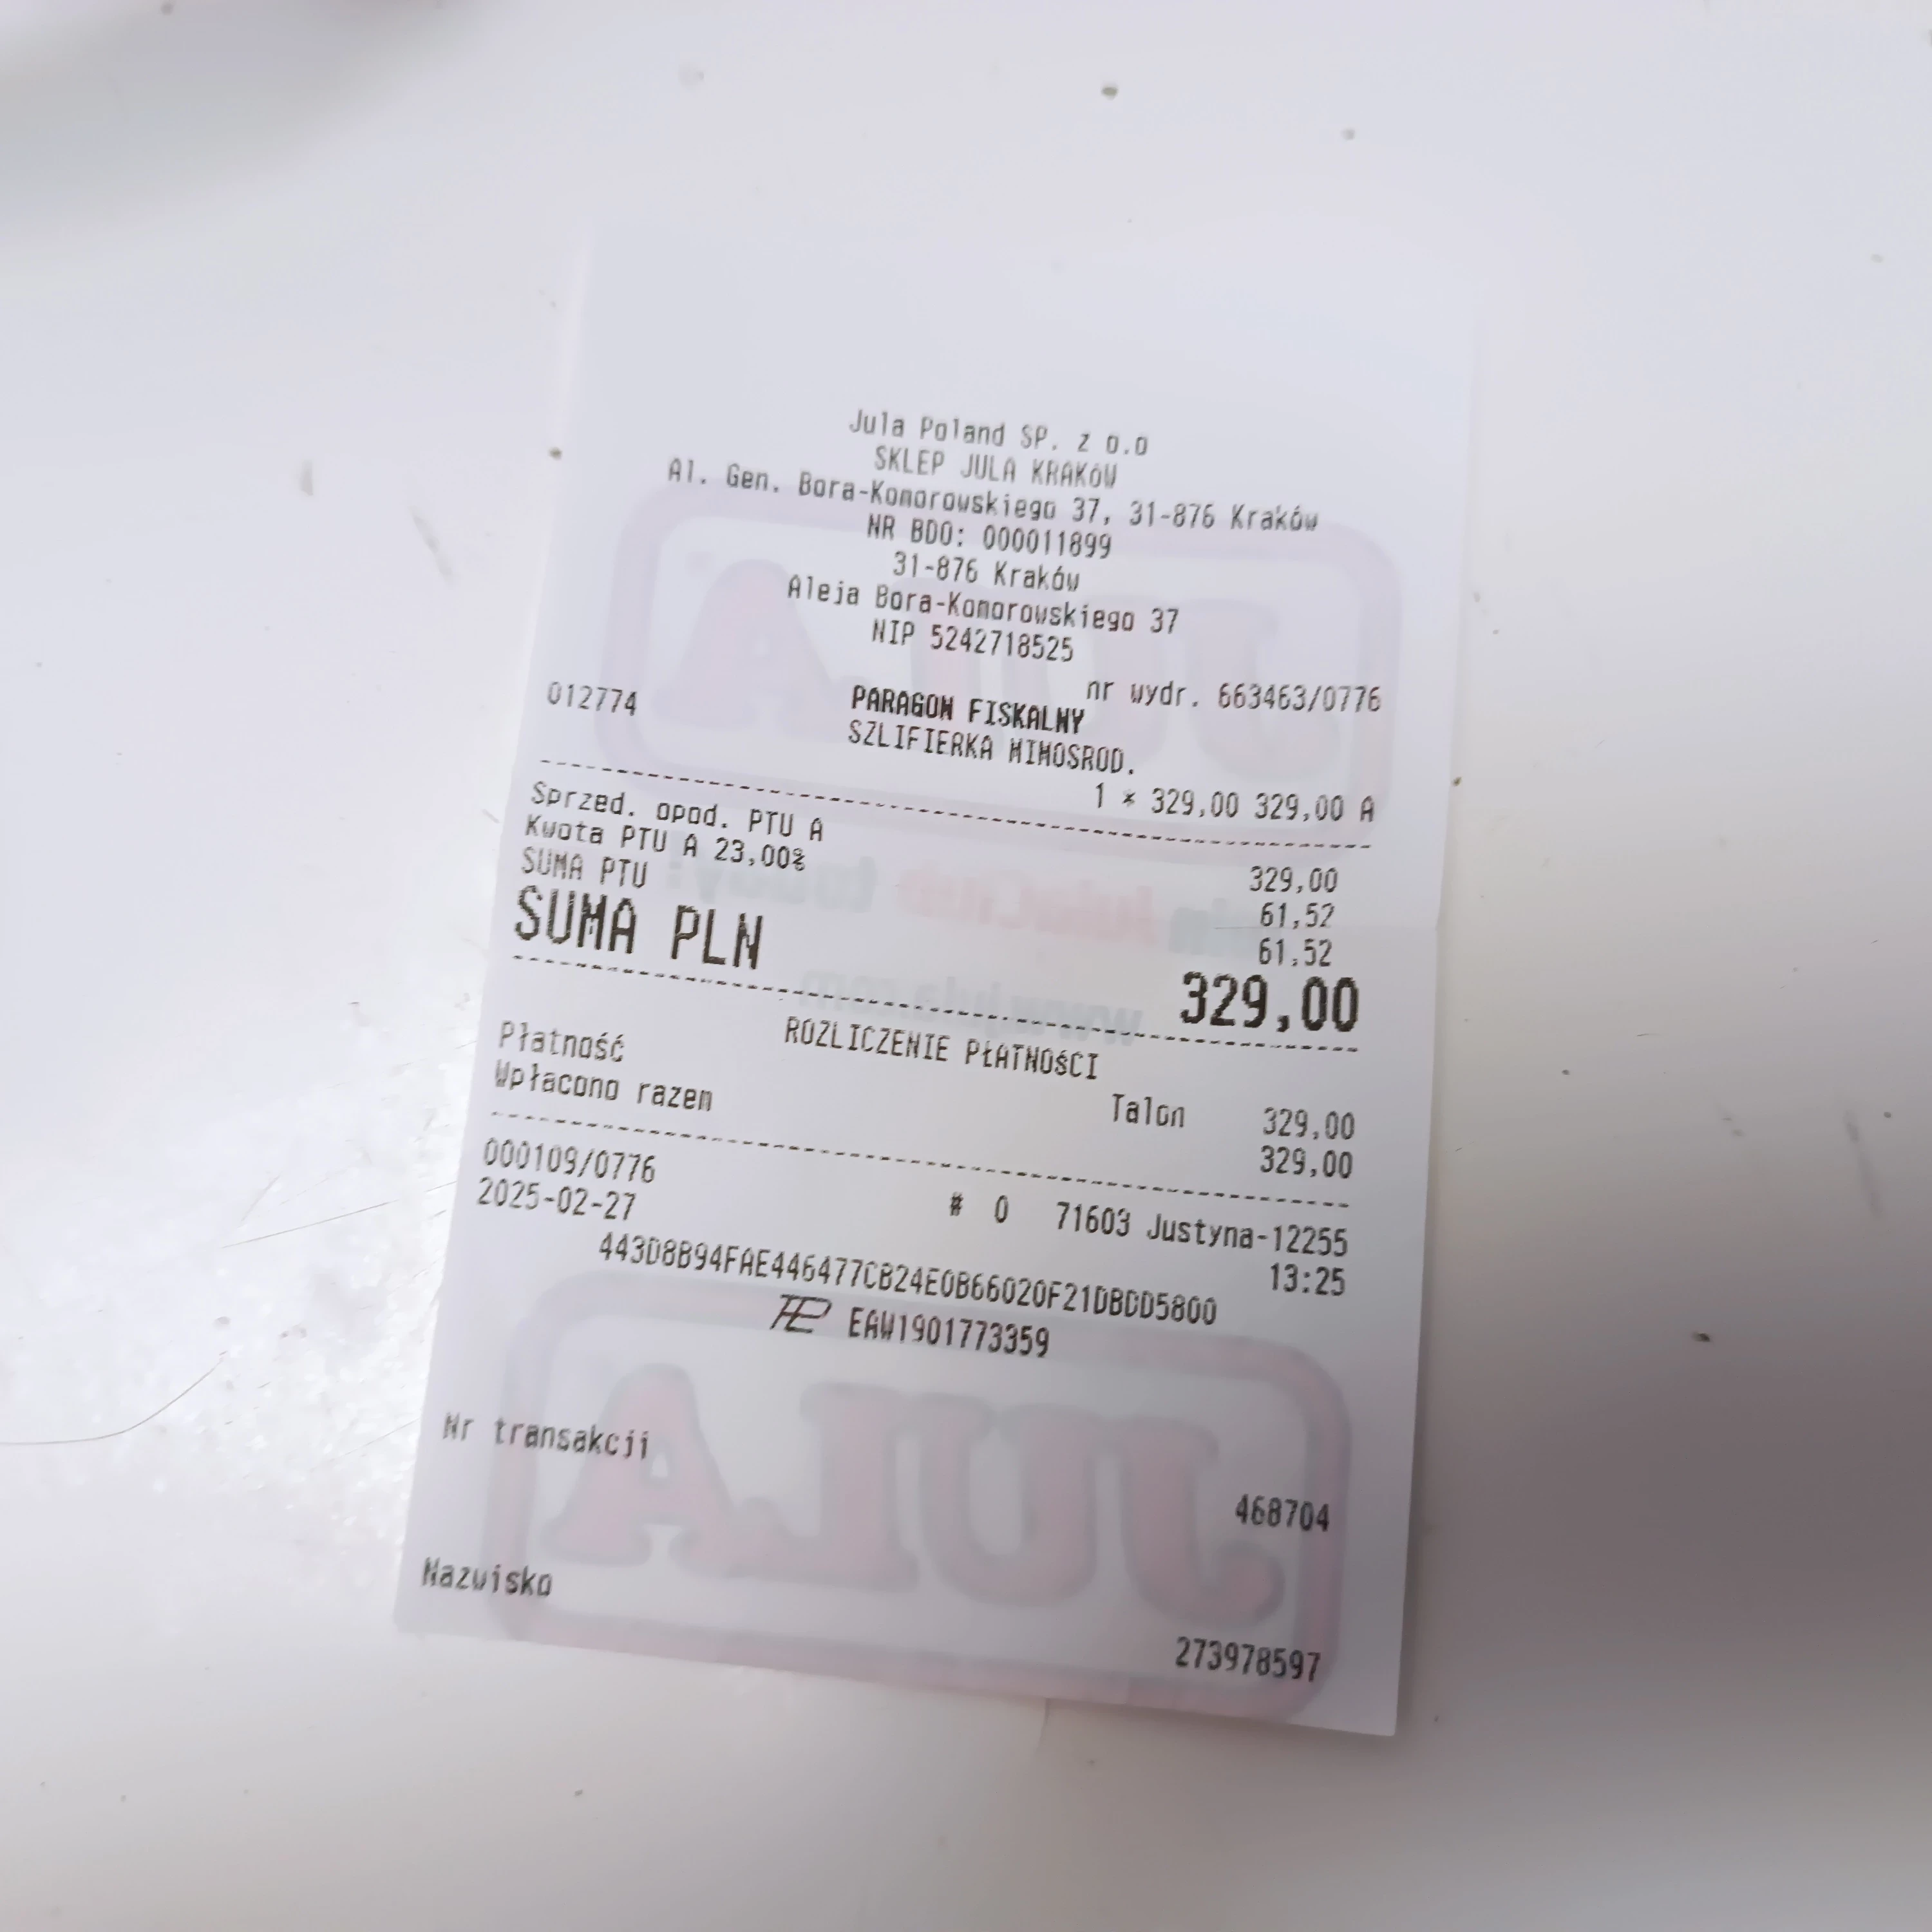 Jula Poland SP. z o.o
SKLEP JULA KRAKÓW
Al. Gen. Bora-Komorowskiego 37, 31-876 Kraków
NR BDO: 000011899
31-876 Kraków
Aleja Bora-Komorowskiego 37
NIP 5242718525
012774 nr wydr. 663463/0776
PARAGON FISKALNY
SZLIFIERKA MIMOSROD.
1 * 329,00 329,00 A
Sprzed. opod. PTU A 329,00
Kwota PTU A 23,00% 61,52
SUMA PTU 61,52
SUMA PLN 329,00
ROZLICZENIE PŁATNOŚCI
Płatność Talon 329,00
Wpłacono razem 329,00
000109/0776 # 0 71603 Justyna-12255
2025-02-27 13:25
443D8B94FAE446477CB24E0B66020F21DBDD5800
EAW1901773359
Nr transakcji
468704
Nazwisko
273978597
JULA